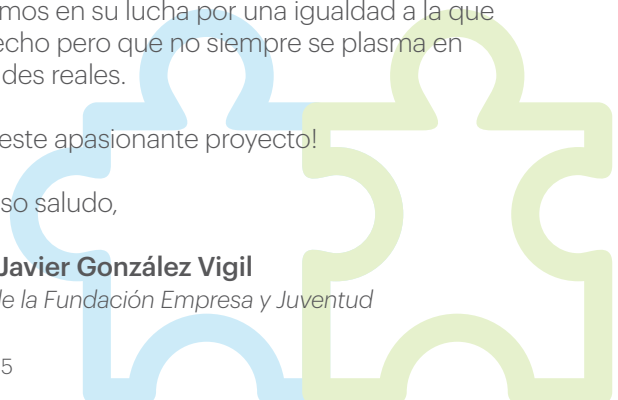 mos en su lucha por una igualdad a la que
echo pero que no siempre se plasma en
des reales.
este apasionante proyecto!
so saludo,
Javier González Vigil
de la Fundación Empresa y Juventud
5